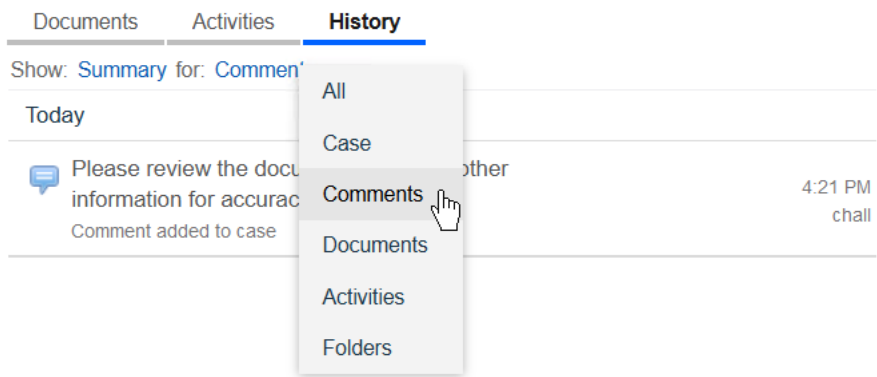 Documents Activities History
Show: Summary for: Commen
All
Today
Case
Please review the docu other
information for accurac
Comments
4:21 PM
chall
Comment added to case
Documents
Activities
Folders